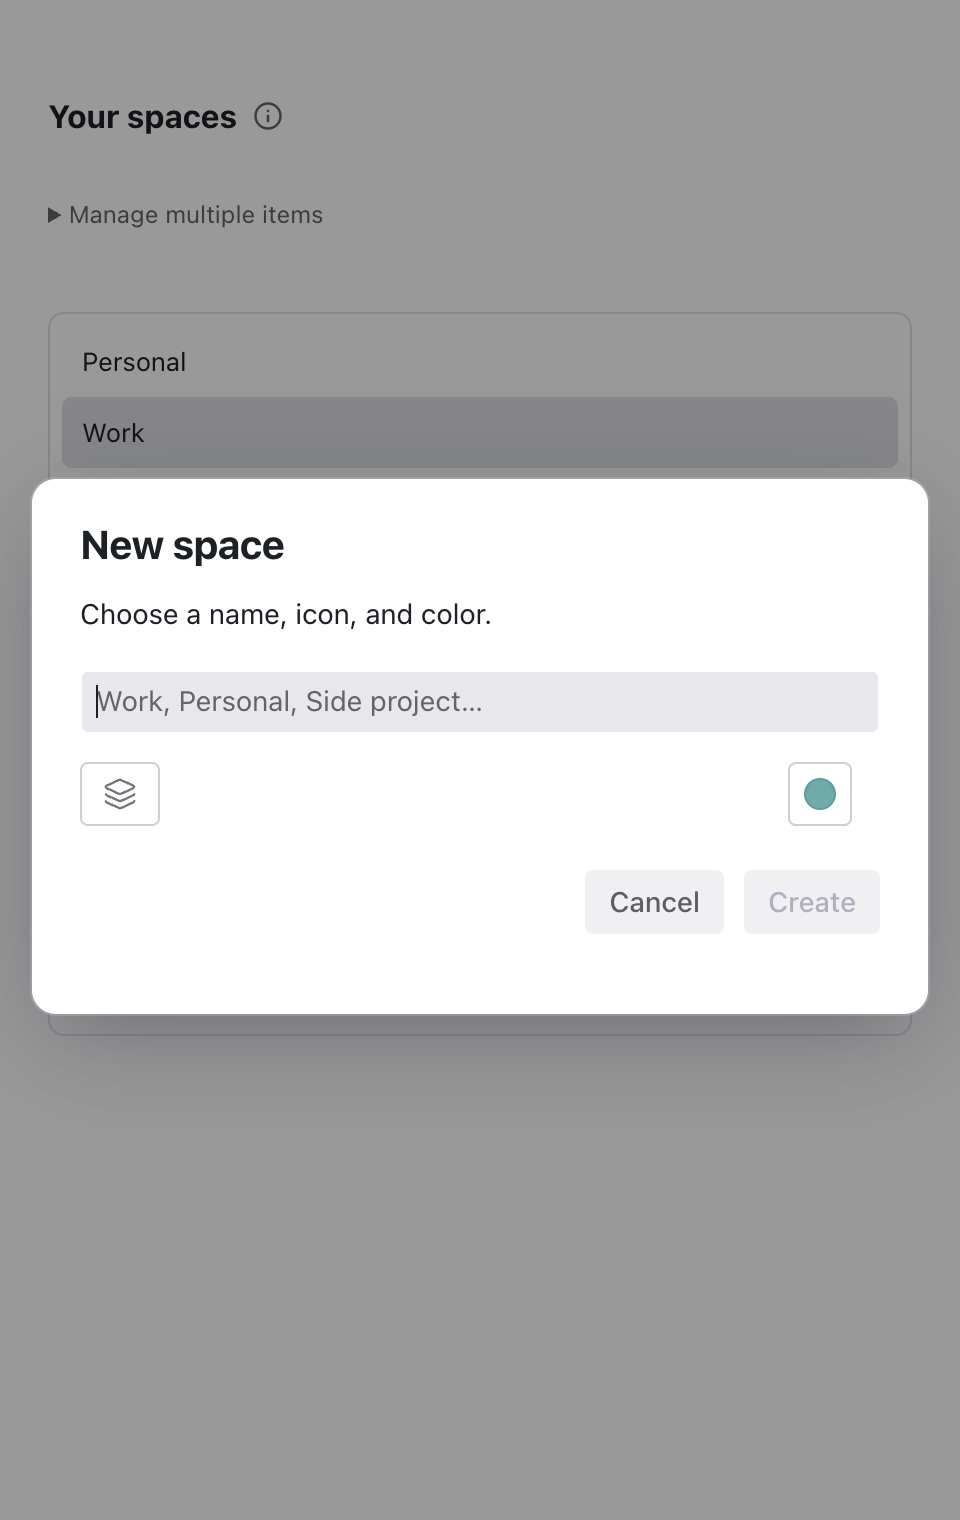 Your spaces
Manage multiple items
Personal
Work
New space
Choose a name, icon, and color.
Work, Personal, Side project...
Cancel
Create